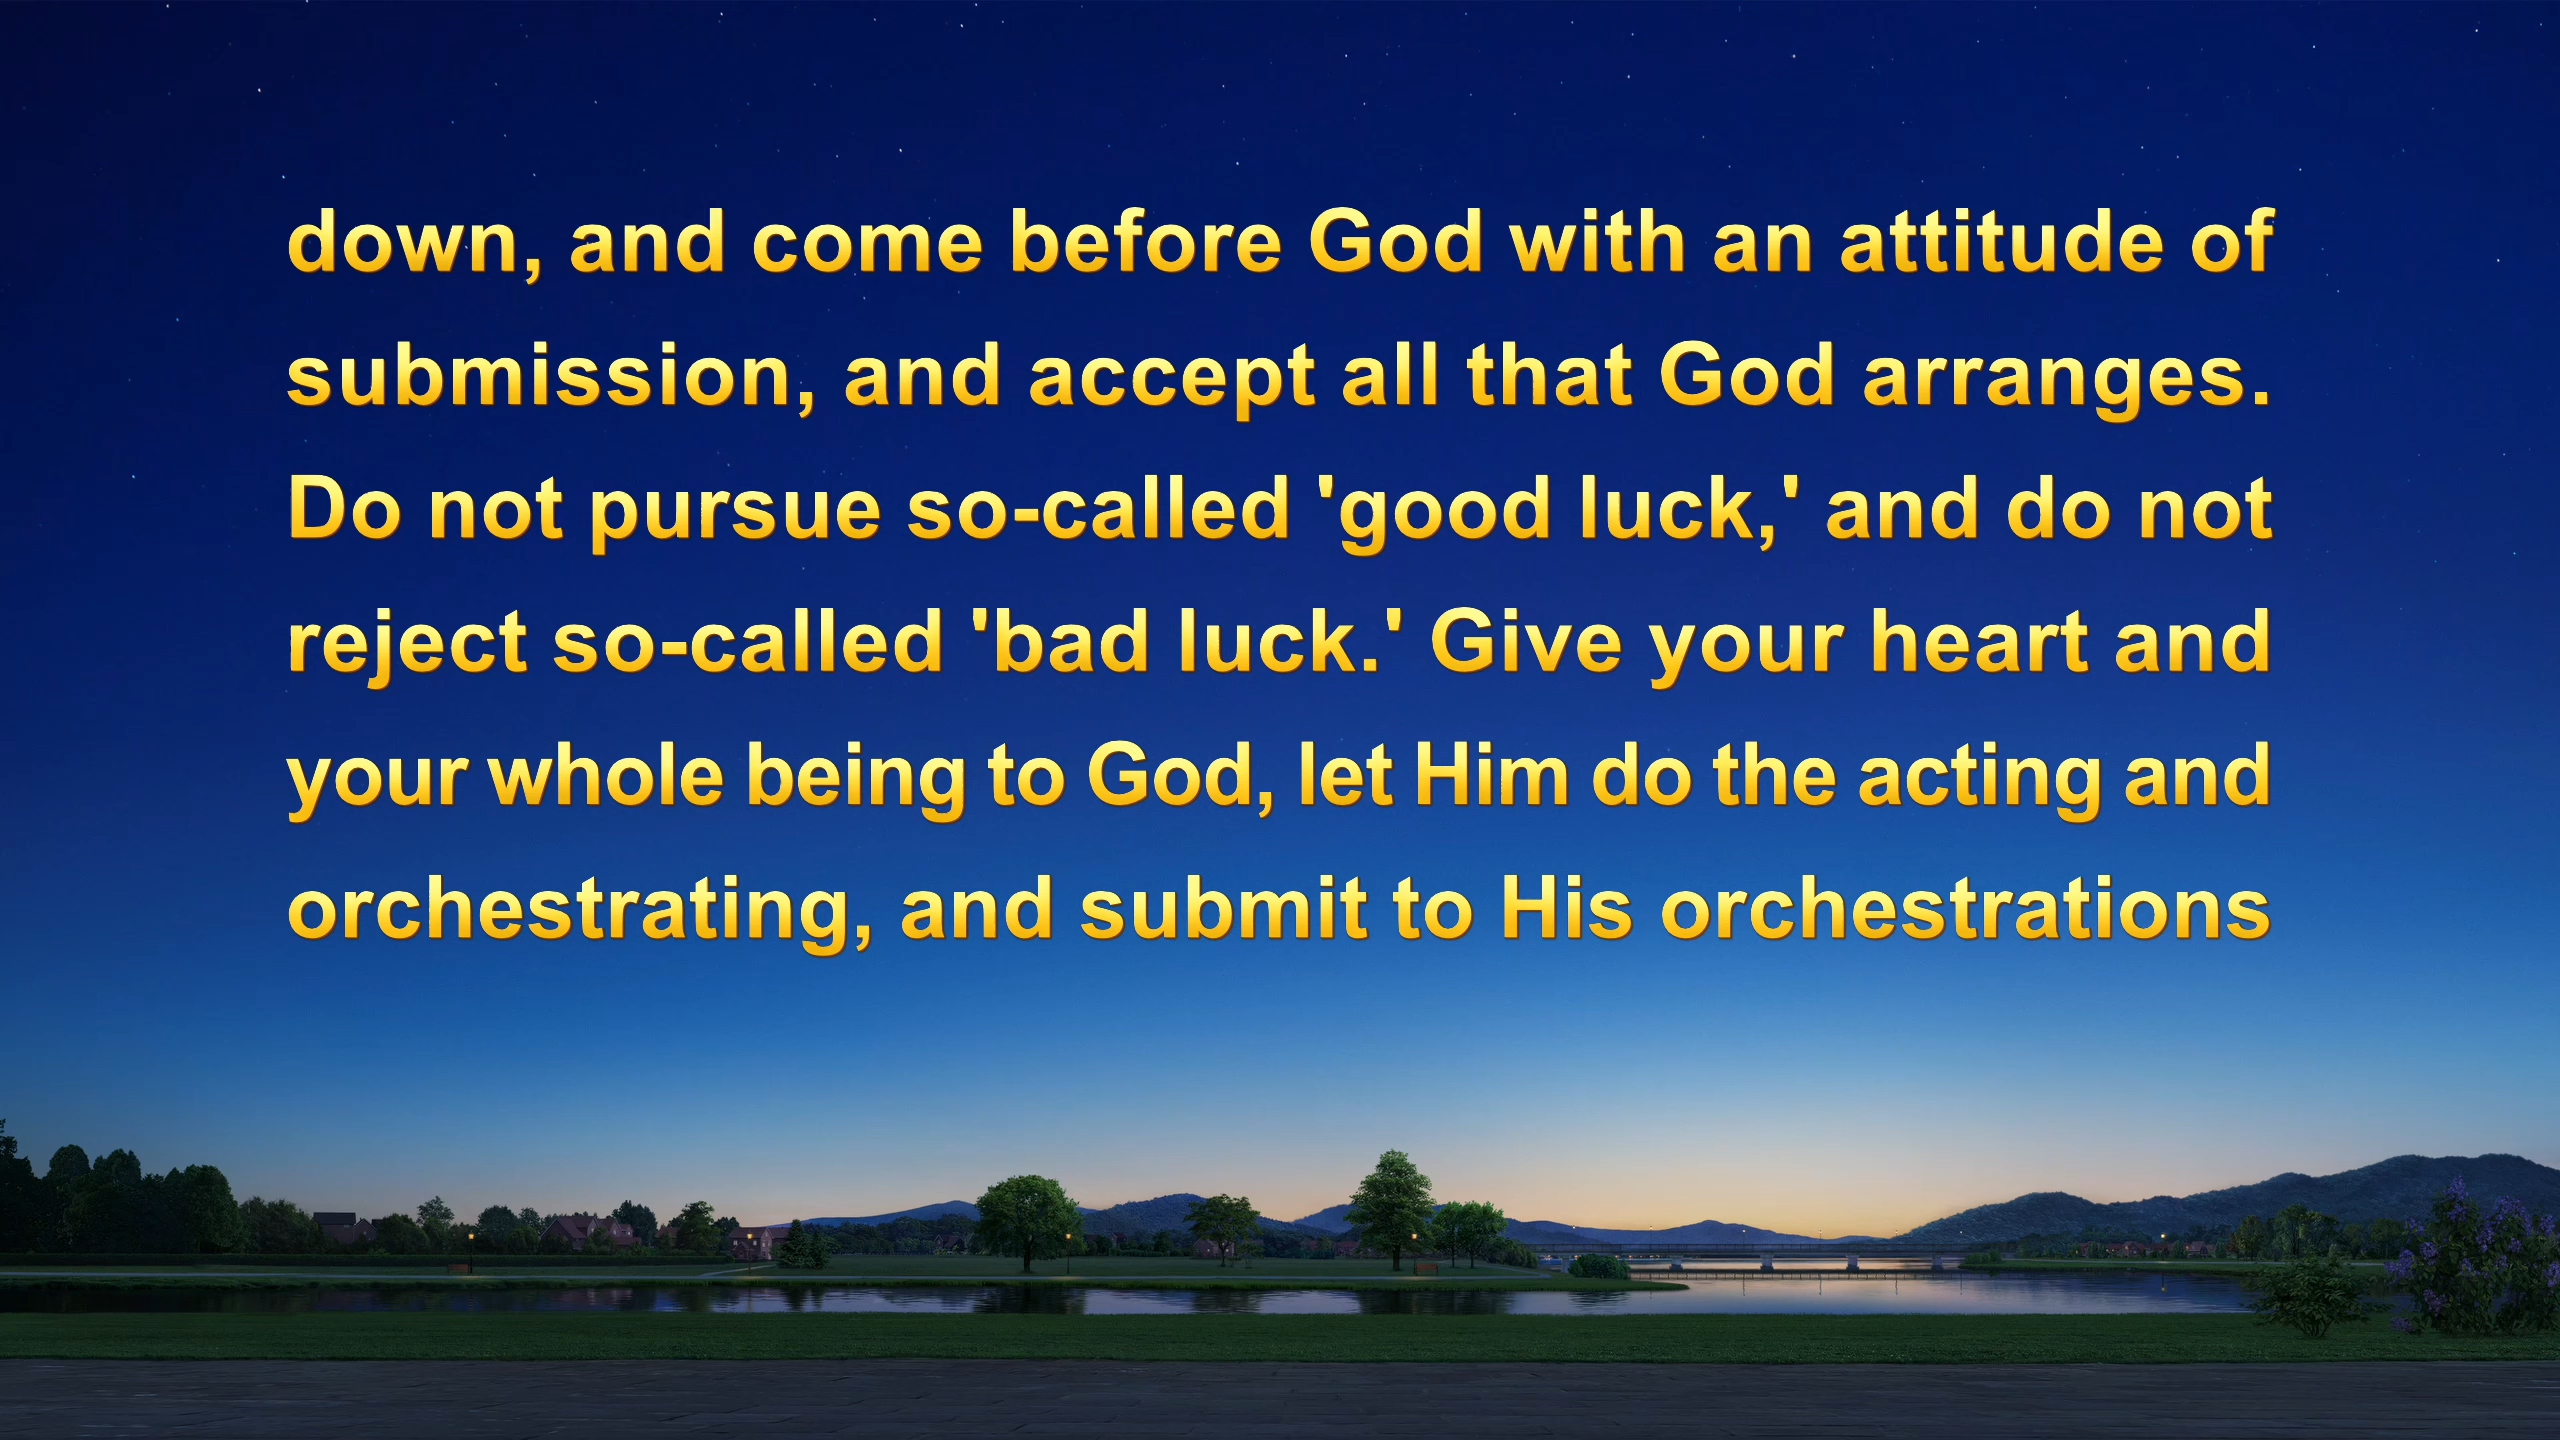 down, and come before God with an attitude of
submission, and accept all that God arranges.
Do not pursue so-called 'good luck,' and do not
reject so-called 'bad luck.' Give your heart and
your whole being to God, let Him do the acting and
orchestrating, and submit to His orchestrations